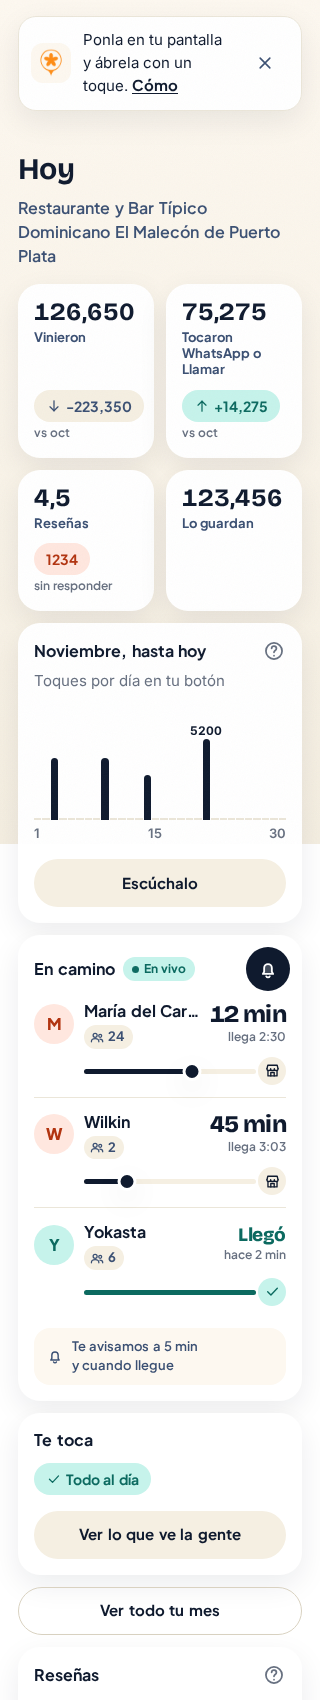 Ponla en tu pantalla
y ábrela con un
toque. Cómo
Hoy
Restaurante y Bar Típico
Dominicano El Malecón de Puerto
Plata
126,650
Vinieron
-223,350
vs oct
75,275
Tocaron
WhatsApp o
Llamar
+14,275
vs oct
4,5
Reseñas
1234
sin responder
123,456
Lo guardan
Noviembre, hasta hoy
Toques por día en tu botón
5200
1 15 30
Escúchalo
En camino En vivo
M María del Car... 12 min
24 llega 2:30
W Wilkin 45 min
2 llega 3:03
Y Yokasta Llegó
6 hace 2 min
Te avisamos a 5 min
y cuando llegue
Te toca
Todo al día
Ver lo que ve la gente
Ver todo tu mes
Reseñas